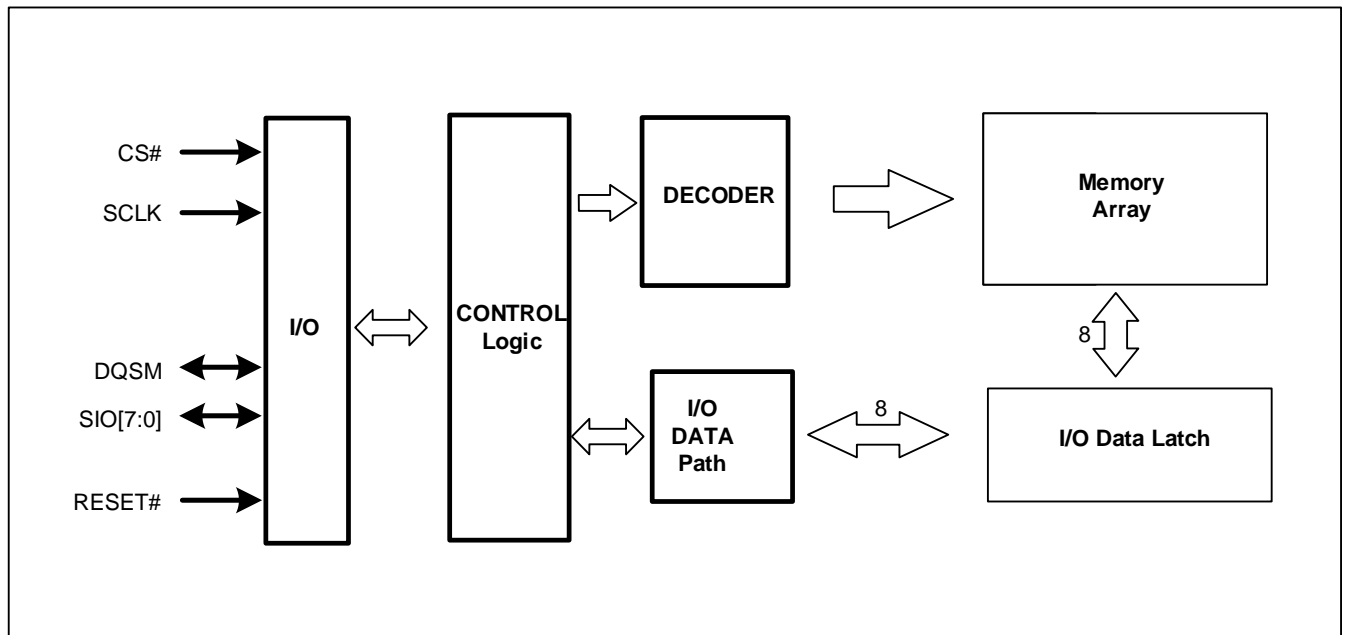 CS#
SCLK
DQSM
SIO[7:0]
RESET#
I/O
CONTROL
Logic
DECODER
I/O
DATA
Path
8
Memory
Array
8
I/O Data Latch